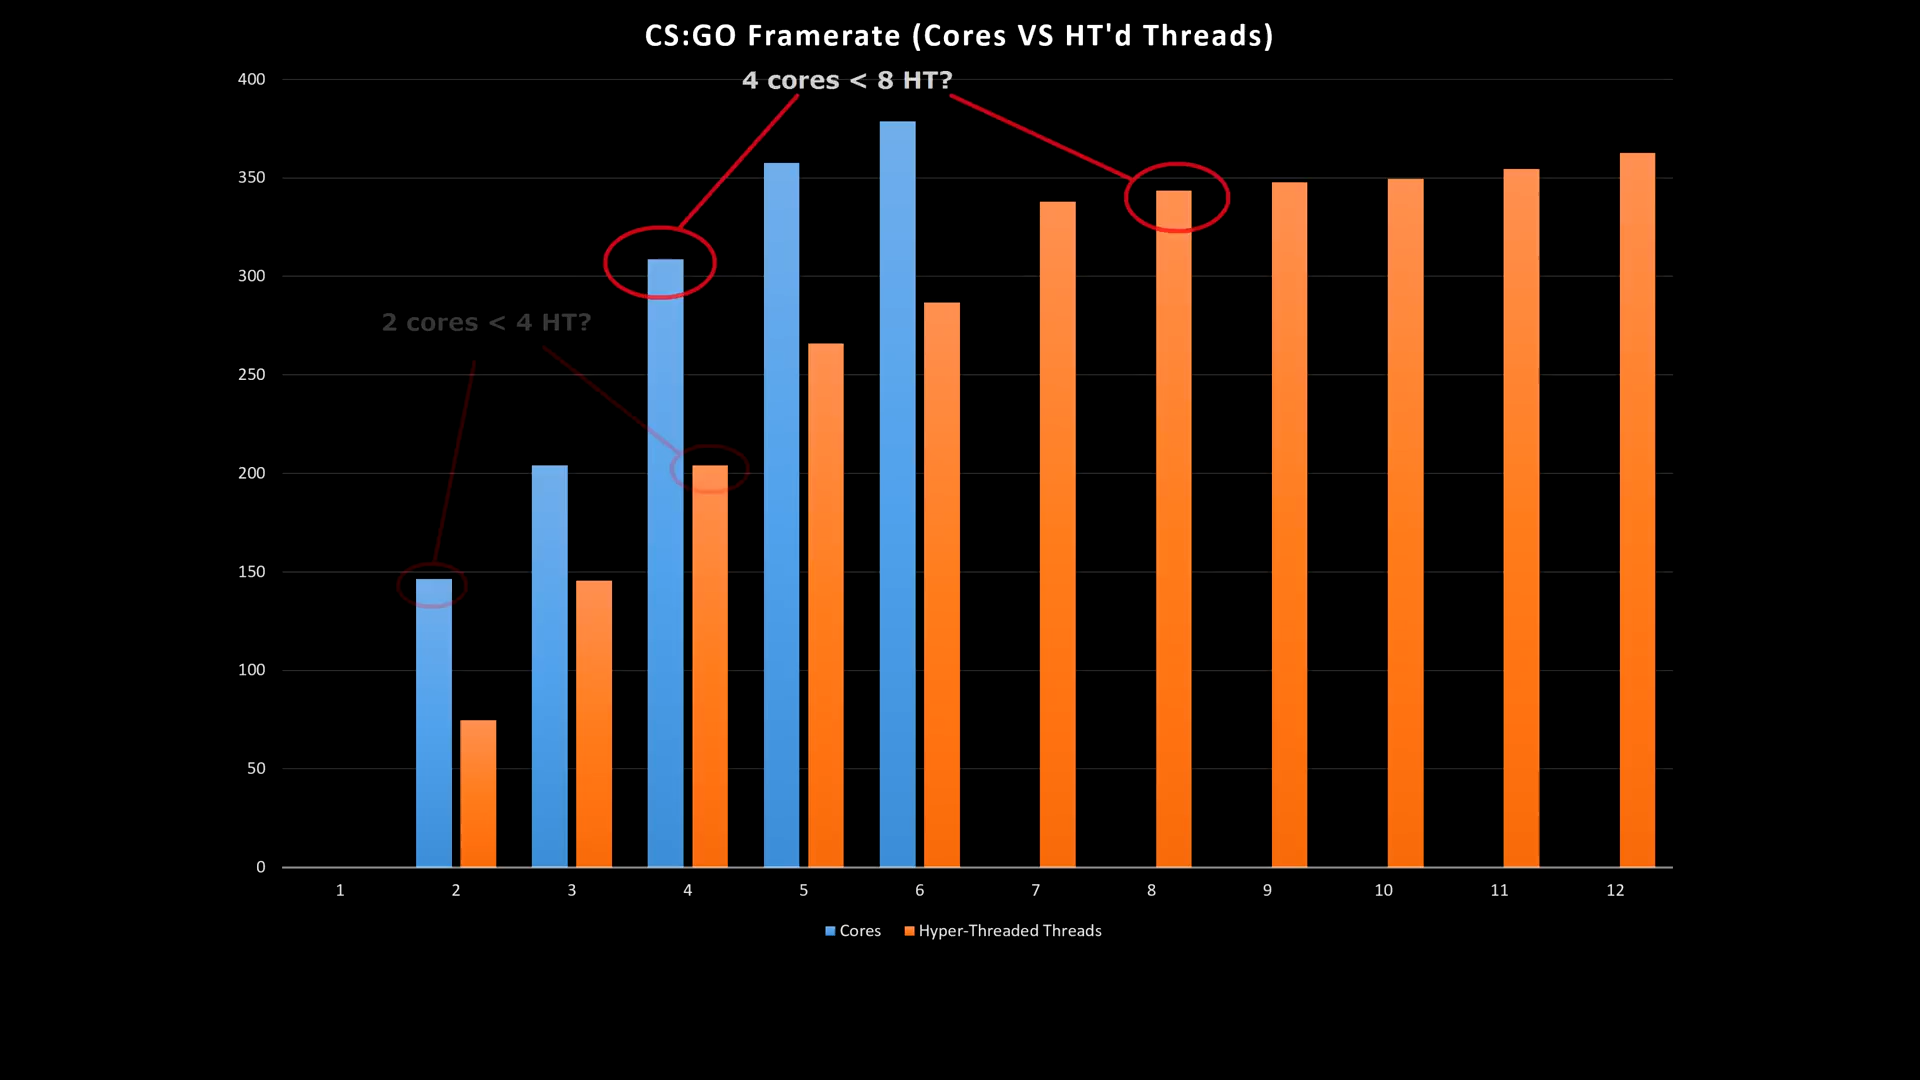 CS:GO Framerate (Cores VS HT'd Threads)
400
4 cores < 8 HT?
350
300
2 cores < 4 HT?
250
200
150
100
50
0
1 2 3 4 5 6 7 8 9 10 11 12
Cores Hyper-Threaded Threads